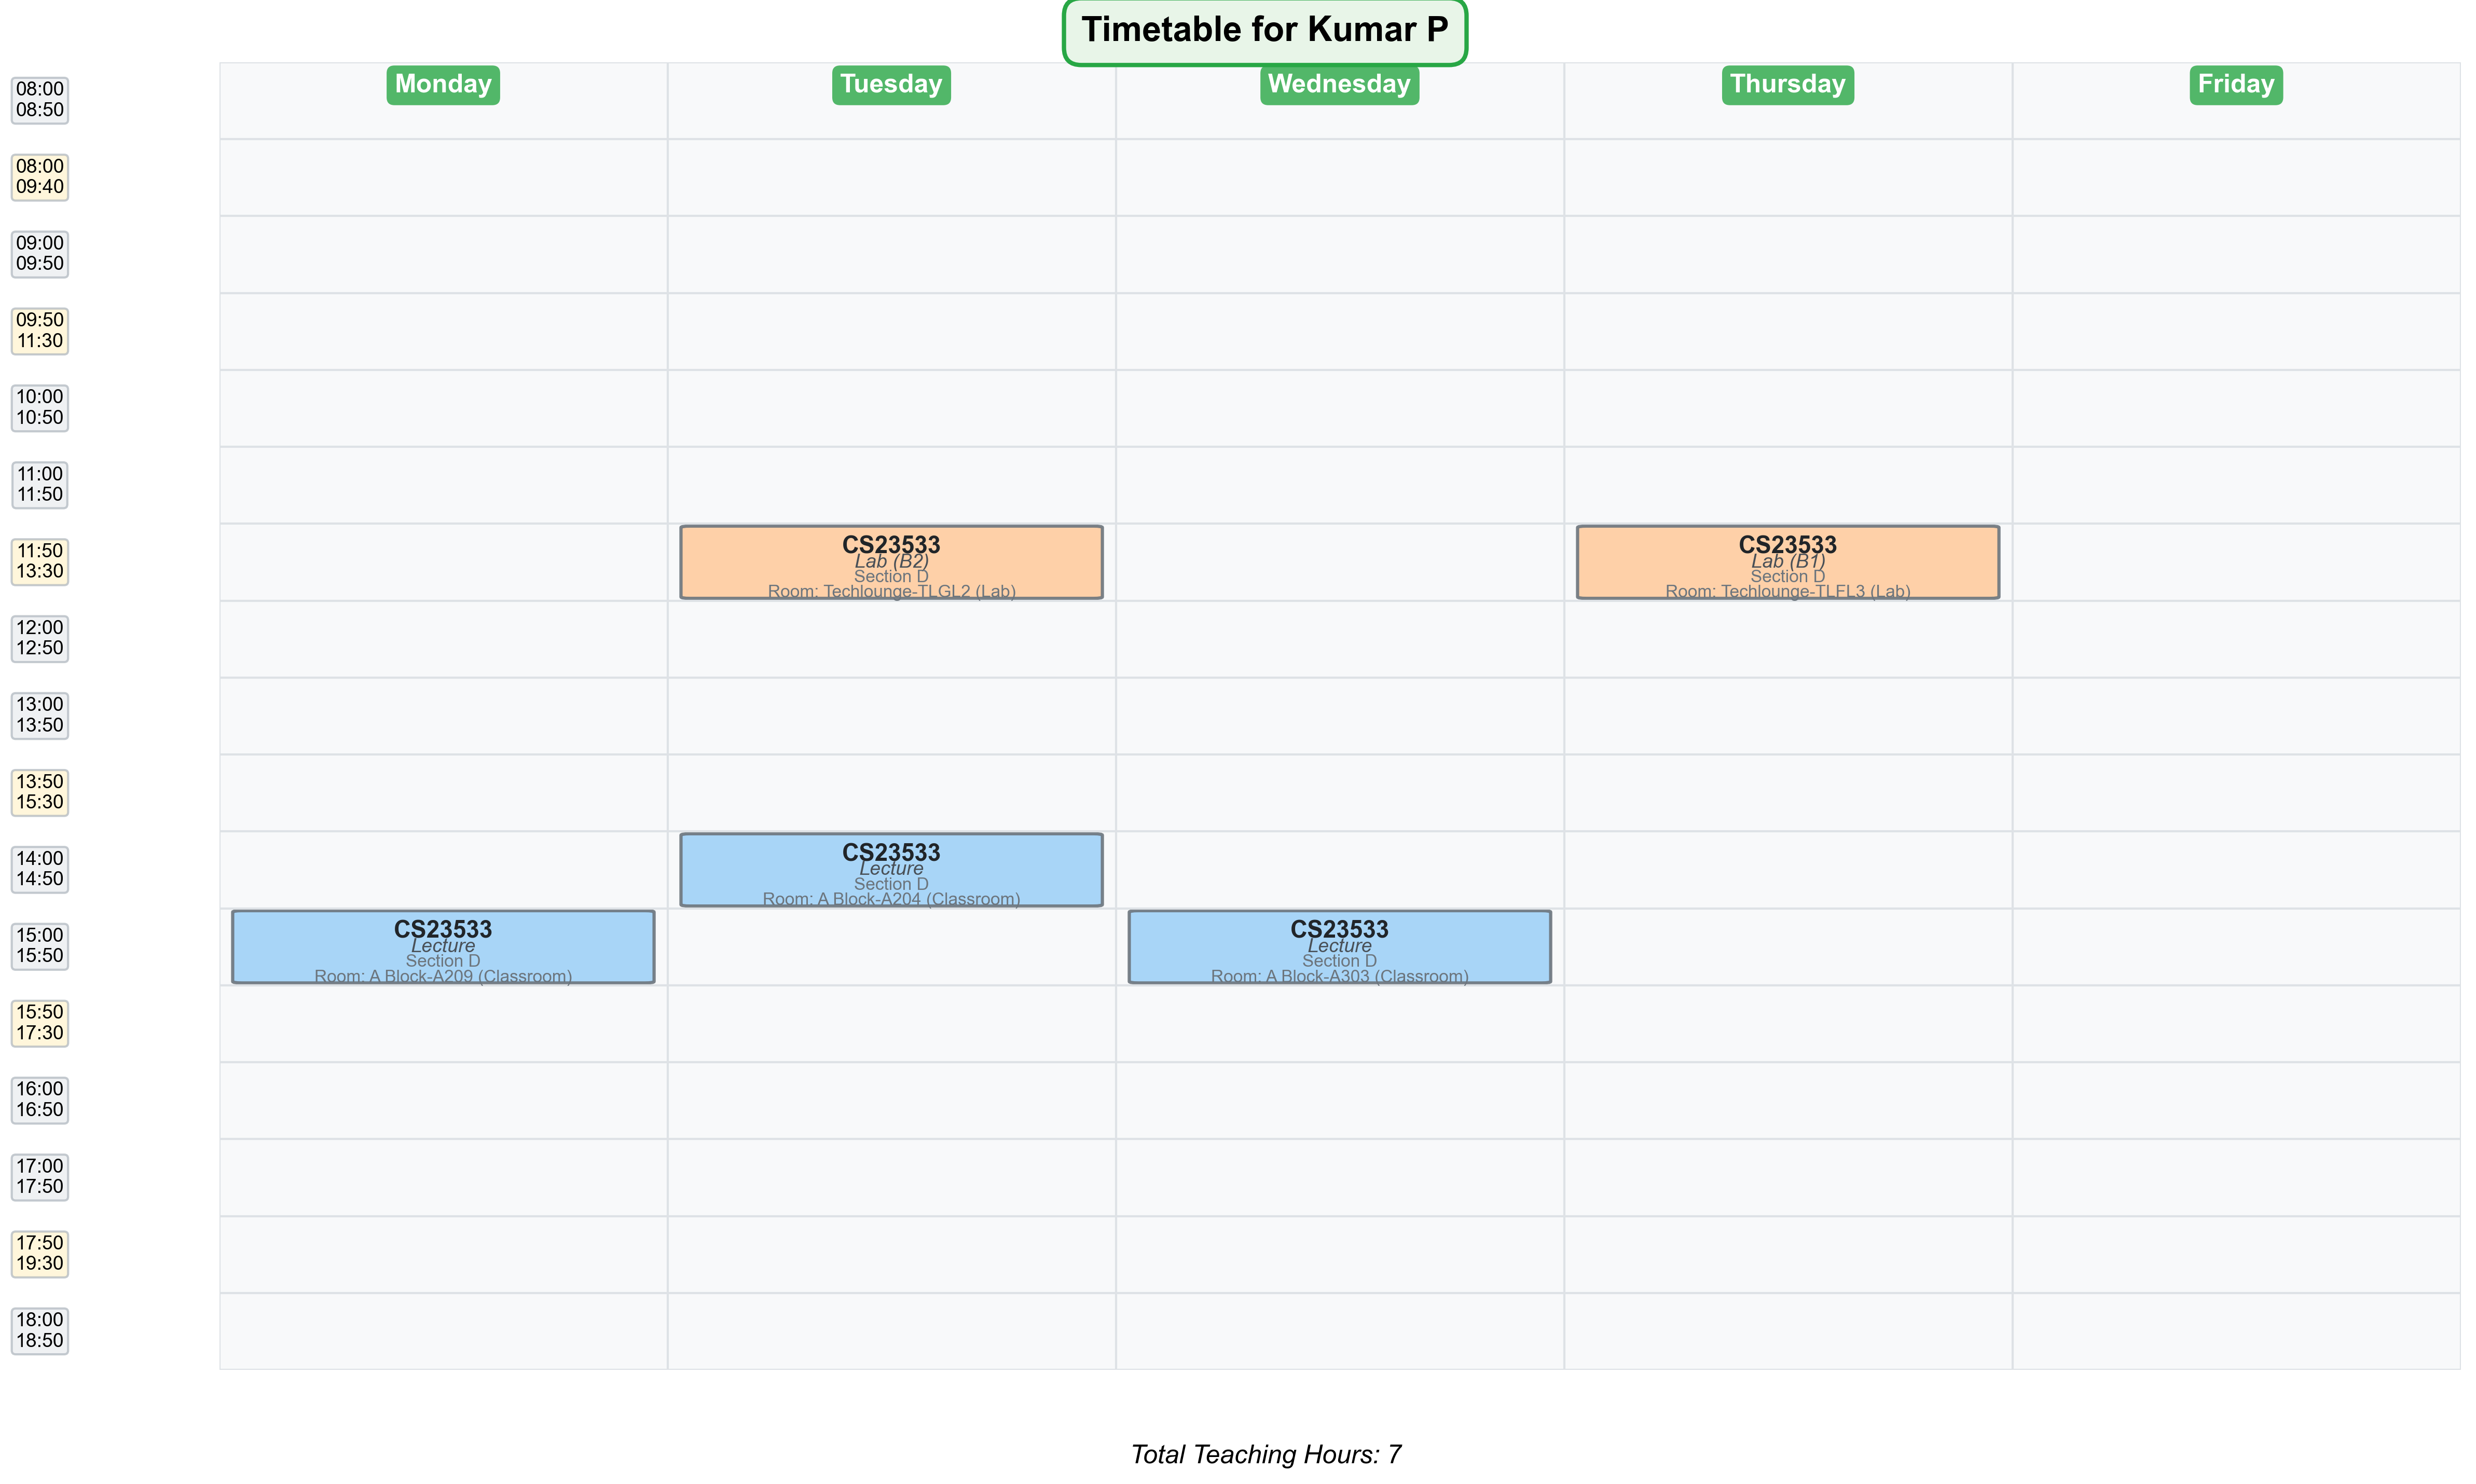 Timetable for Kumar P
Monday
Tuesday
Wednesday
Thursday
Friday
08:00
08:50
08:00
09:40
09:00
09:50
09:50
11:30
10:00
10:50
11:00
11:50
11:50
13:30
CS23533
Lab (B2)
Section D
Room: Techlounge-TLGL2 (Lab)
CS23533
Lab (B1)
Section D
Room: Techlounge-TLFL3 (Lab)
12:00
12:50
13:00
13:50
13:50
15:30
14:00
14:50
CS23533
Lecture
Section D
Room: A Block-A204 (Classroom)
15:00
15:50
CS23533
Lecture
Section D
Room: A Block-A209 (Classroom)
CS23533
Lecture
Section D
Room: A Block-A303 (Classroom)
15:50
17:30
16:00
16:50
17:00
17:50
17:50
19:30
18:00
18:50
Total Teaching Hours: 7